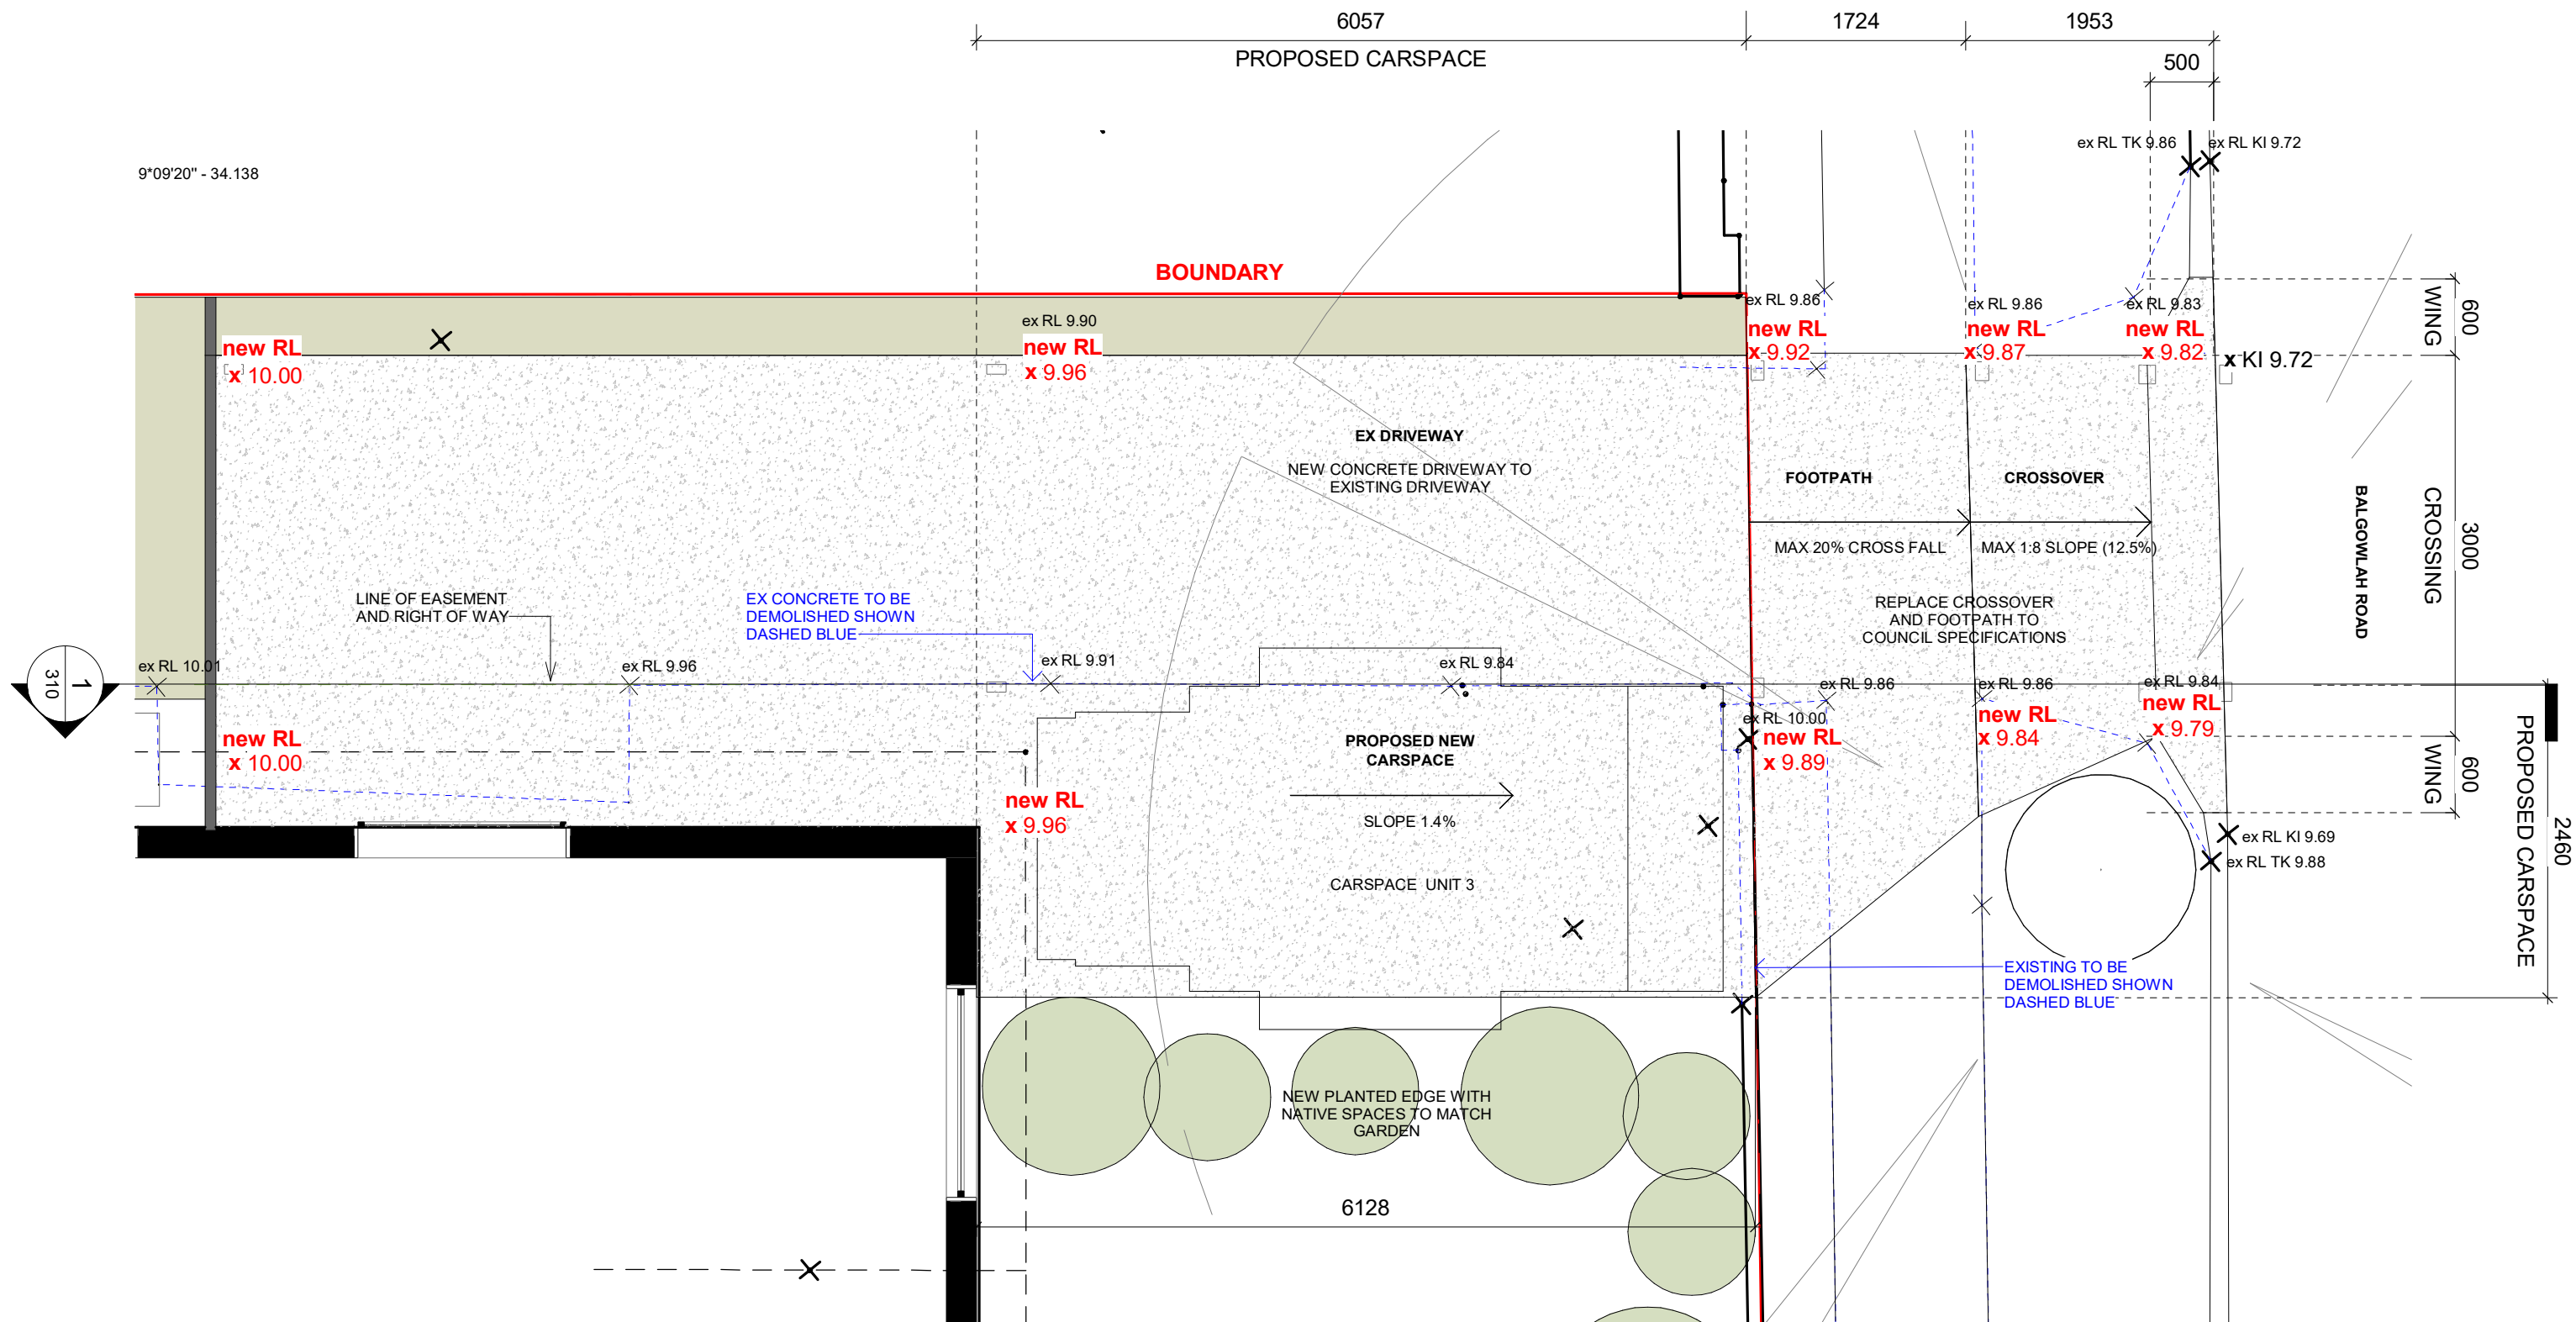 6057
1724
1953
PROPOSED CARSPACE
500
ex RL TK 9.86
ex RL KI 9.72
9*09'20" - 34.138
BOUNDARY
600
WING
ex RL 9.90
new RL
x 9.96
new RL
x 10.00
ex RL 9.86
new RL
x 9.92
ex RL 9.86
new RL
x 9.87
ex RL 9.83
new RL
x 9.82
x KI 9.72
EX DRIVEWAY
NEW CONCRETE DRIVEWAY TO
EXISTING DRIVEWAY
FOOTPATH
CROSSOVER
MAX 20% CROSS FALL
MAX 1:8 SLOPE (12.5%)
BALGOWLAH ROAD
CROSSING
3000
LINE OF EASEMENT
AND RIGHT OF WAY
EX CONCRETE TO BE
DEMOLISHED SHOWN
DASHED BLUE
REPLACE CROSSOVER
AND FOOTPATH TO
COUNCIL SPECIFICATIONS
1
310
ex RL 10.01
ex RL 9.96
ex RL 9.91
ex RL 9.84
ex RL 9.86
ex RL 9.86
ex RL 9.84
new RL
x 10.00
ex RL 10.00
new RL
x 9.89
new RL
x 9.84
new RL
x 9.79
PROPOSED NEW
CARSPACE
new RL
x 9.96
SLOPE 1.4%
CARSPACE UNIT 3
WING
600
PROPOSED CARSPACE
2460
ex RL KI 9.69
ex RL TK 9.88
EXISTING TO BE
DEMOLISHED SHOWN
DASHED BLUE
NEW PLANTED EDGE WITH
NATIVE SPACES TO MATCH
GARDEN
6128